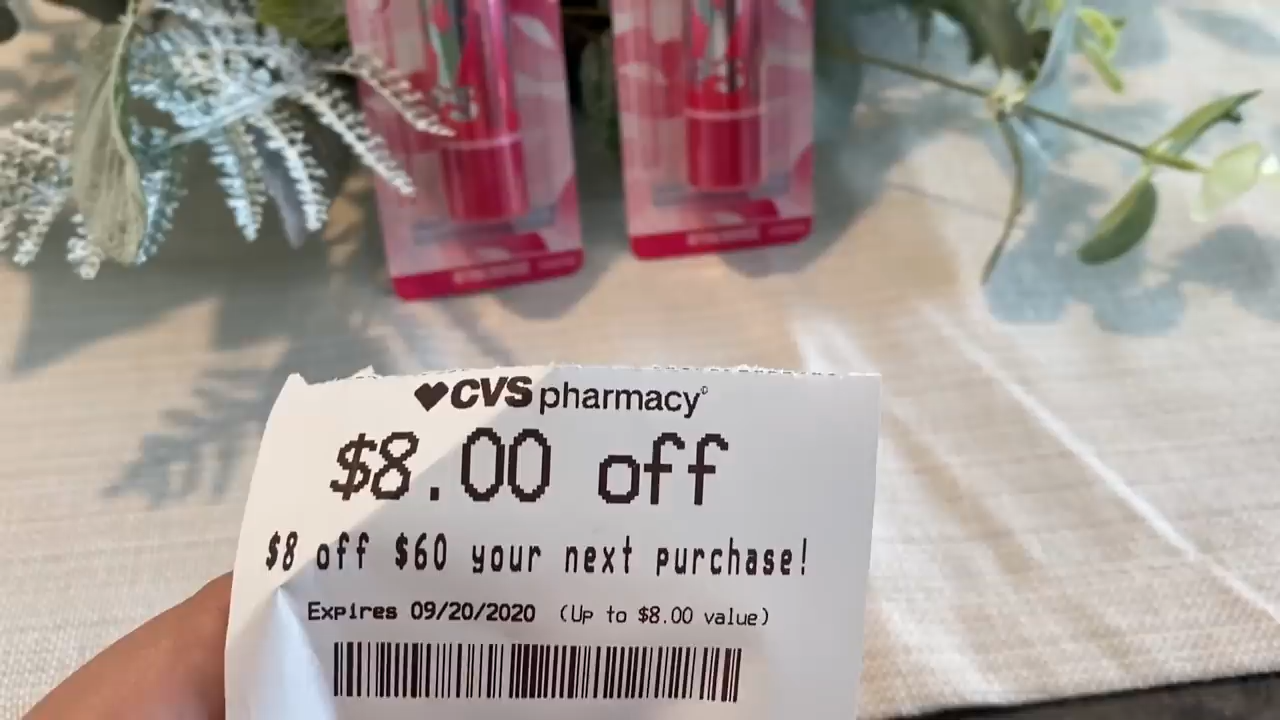 CVS pharmacy
$8.00 off
$8 off $60 your next purchase!
Expires 09/20/2020 (Up to $8.00 value)